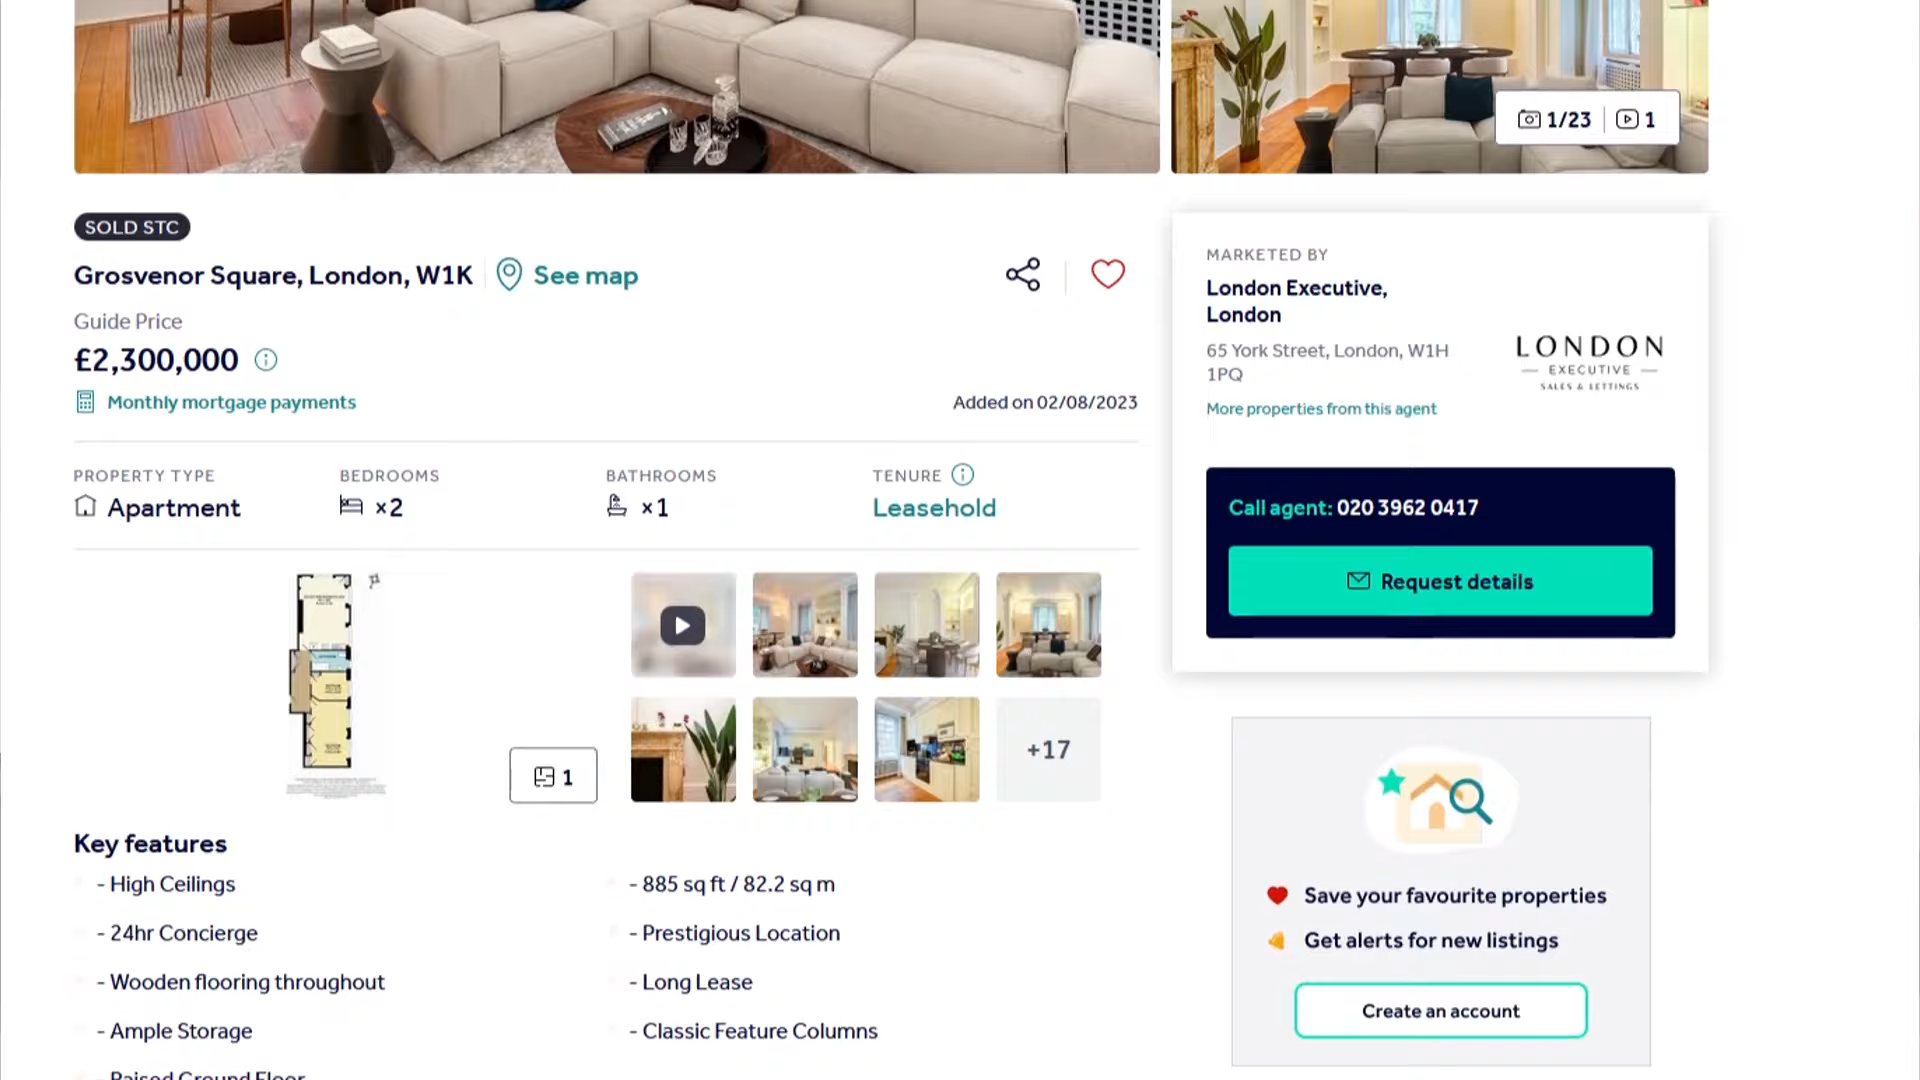 1/23 1
SOLD STC
Grosvenor Square, London, W1K
See map
Guide Price
£2,300,000
Monthly mortgage payments
Added on 02/08/2023
PROPERTY TYPE
Apartment
BEDROOMS
×2
BATHROOMS
×1
TENURE
Leasehold
1
+17
Key features
- High Ceilings
- 885 sq ft / 82.2 sq m
- 24hr Concierge
- Prestigious Location
- Wooden flooring throughout
- Long Lease
- Ample Storage
- Classic Feature Columns
- Raised Ground Floor
MARKETED BY
London Executive,
London
65 York Street, London, W1H
1PQ
More properties from this agent
LONDON
EXECUTIVE
SALES & LETTINGS
Call agent: 020 3962 0417
Request details
Save your favourite properties
Get alerts for new listings
Create an account